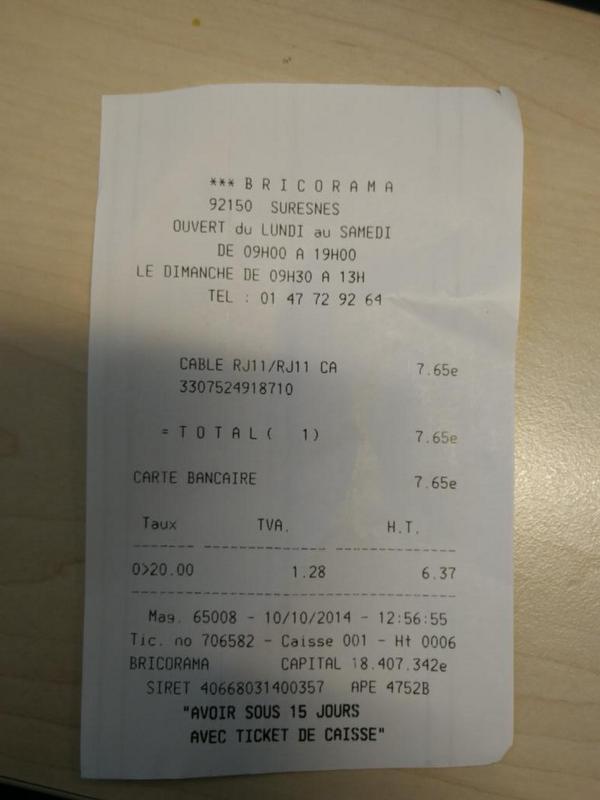 *** B R I C O R A M A
92150 SURESNES
OUVERT du LUNDI au SAMEDI
DE 09H00 A 19H00
LE DIMANCHE DE 09H30 A 13H
TEL : 01 47 72 92 64
CABLE RJ11/RJ11 CA 7.65e
3307524918710
= T O T A L ( 1) 7.65e
CARTE BANCAIRE 7.65e
Taux TVA. H.T.
0>20.00 1.28 6.37
Mag. 65008 - 10/10/2014 - 12:56:55
Tic. no 706582 - Caisse 001 - Ht 0006
BRICORAMA CAPITAL 18.407.342e
SIRET 40668031400357 APE 4752B
"AVOIR SOUS 15 JOURS
AVEC TICKET DE CAISSE"